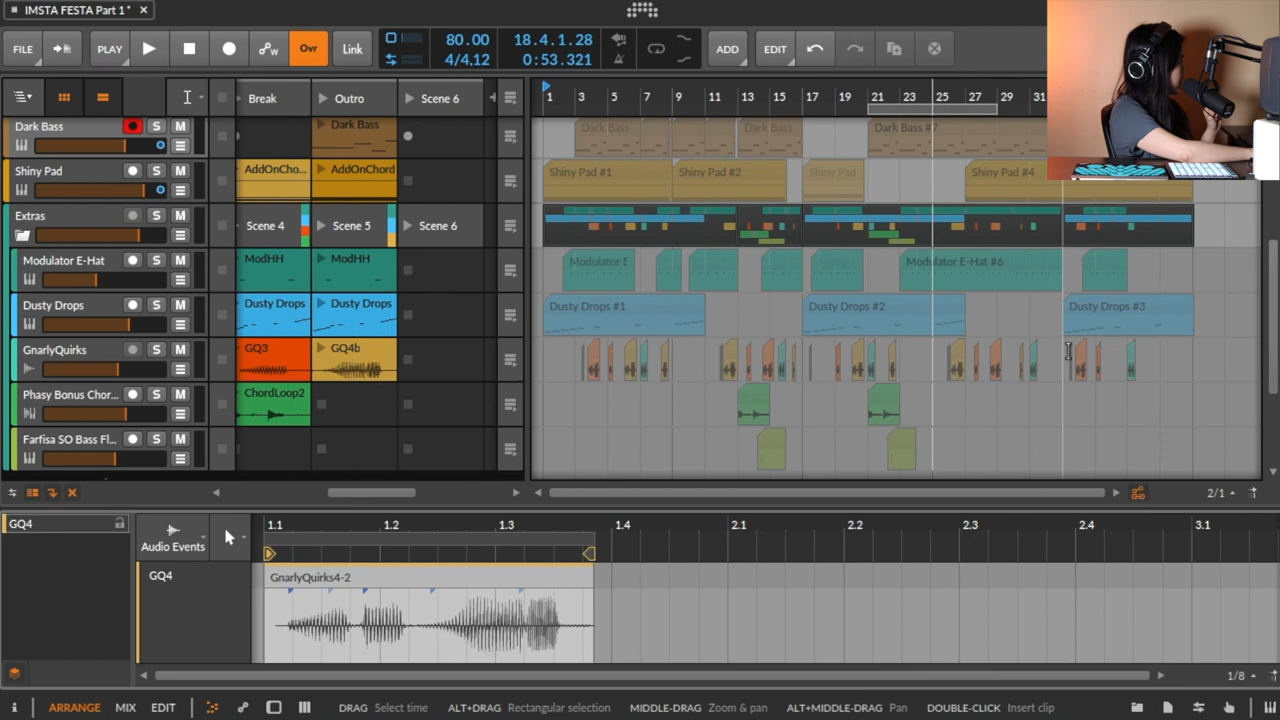 IMSTA FESTA Part 1*
FILE PLAY Ovr Link 80.00 18.4.1.28 ADD EDIT
4/4,12 0:53.321
Break Outro Scene 6 1 3 5 7 9 11 13 15 17 19 21 23 25 27 29 31
Dark Bass S M Dark Bass Dark Bass Dark Bass Dark Bass #7
Shiny Pad S M AddOnCho... AddOnChord Shiny Pad #1 Shiny Pad #2 Shiny Pad Shiny Pad #4
Extras S M Scene 4 Scene 5 Scene 6
Modulator E-Hat S M ModHH ModHH Modulator E Modulator E-Hat #6
Dusty Drops S M Dusty Drops Dusty Drops Dusty Drops #1 Dusty Drops #2 Dusty Drops #3
GnarlyQuirks S M GQ3 GQ4b
Phasy Bonus Chor... S M ChordLoop2
Farfisa SO Bass Fl... S M
2/1
GQ4 Audio Events 1.1 1.2 1.3 1.4 2.1 2.2 2.3 2.4 3.1
GQ4 GnarlyQuirks4-2
1/8
i ARRANGE MIX EDIT DRAG Select time ALT+DRAG Rectangular selection MIDDLE-DRAG Zoom & pan ALT+MIDDLE-DRAG Pan DOUBLE-CLICK Insert clip